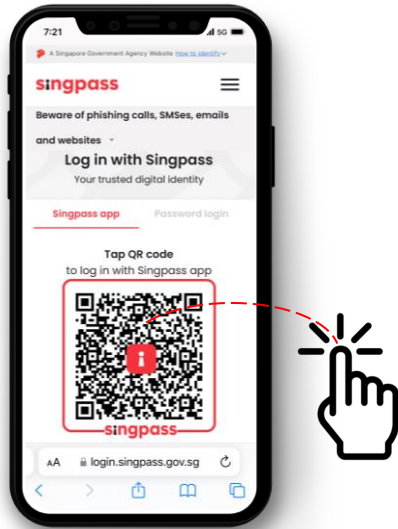 7:21
5G
A Singapore Government Agency Website How to identify
singpass
Beware of phishing calls, SMSes, emails
and websites
Log in with Singpass
Your trusted digital identity
Singpass app Password login
Tap QR code
to log in with Singpass app
singpass
AA login.singpass.gov.sg